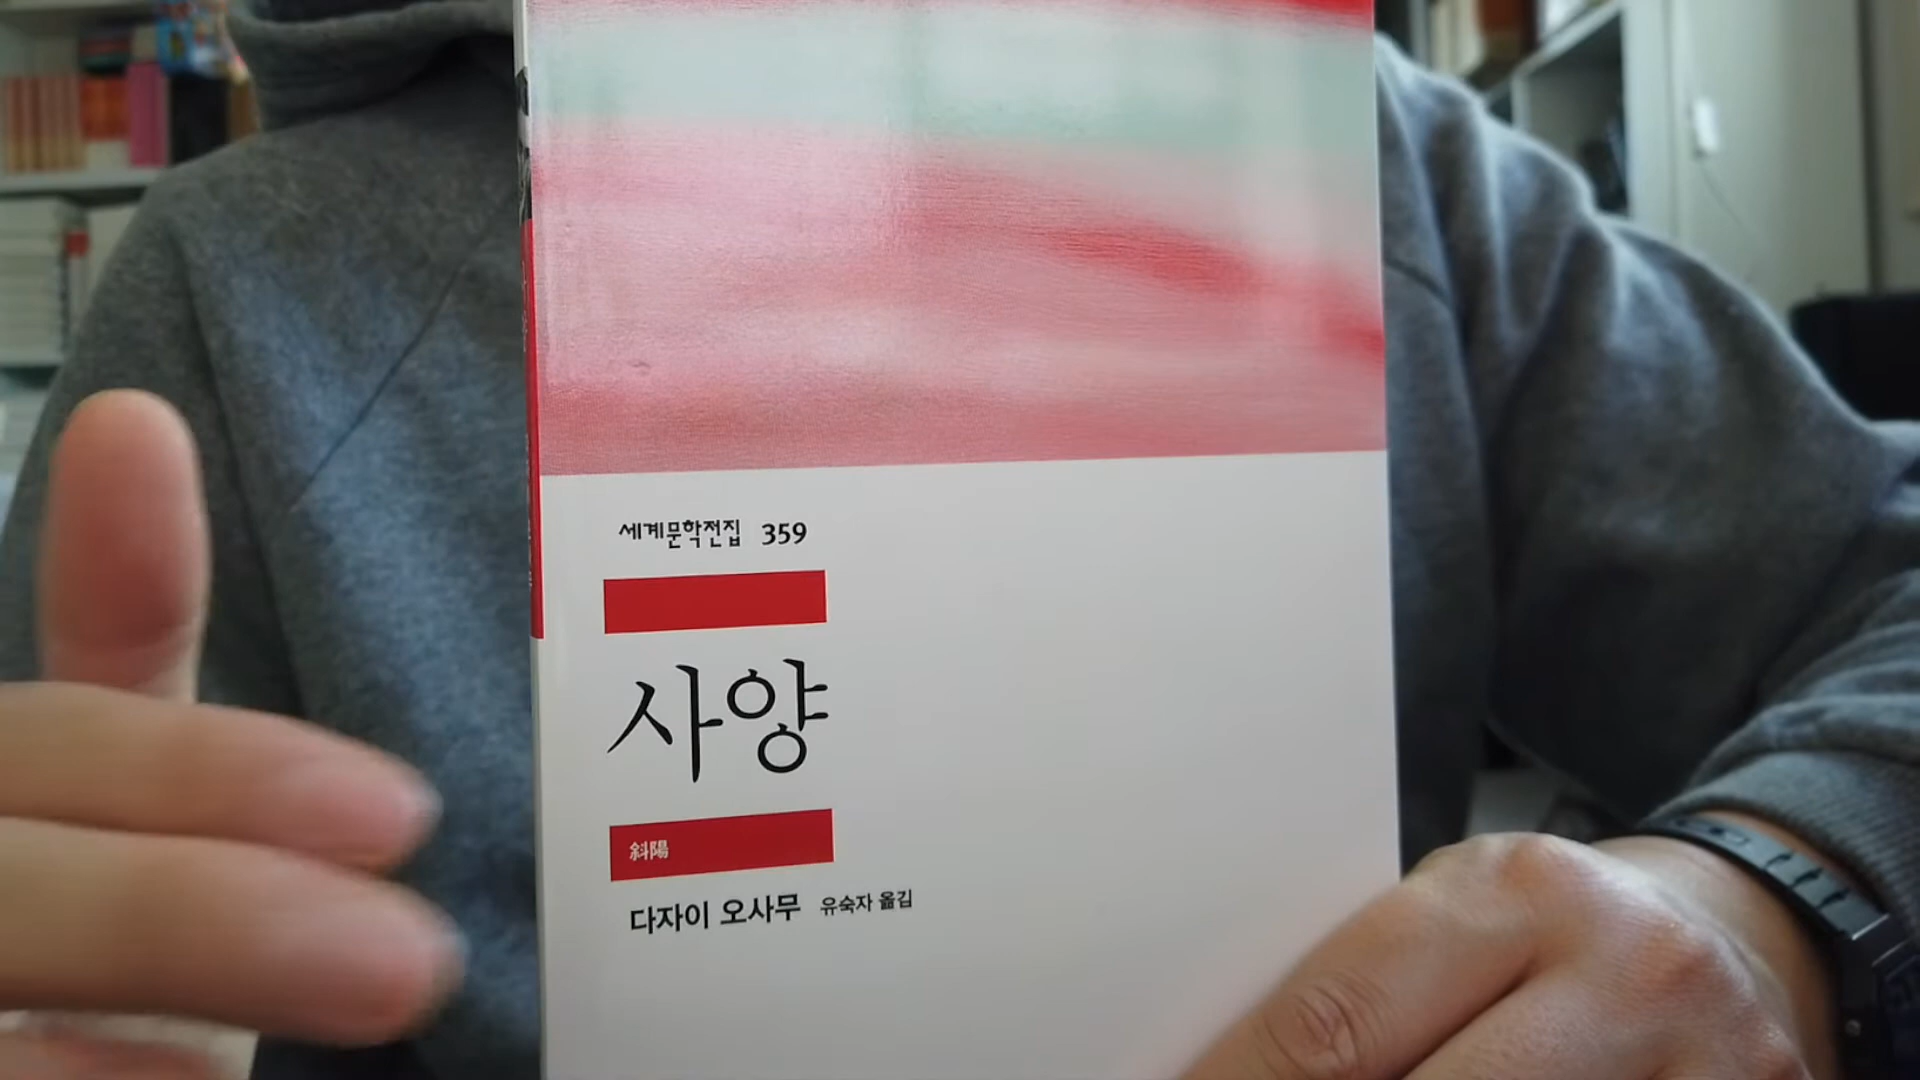 세계문학전집 359
사양
斜陽
다자이 오사무 유숙자 옮김